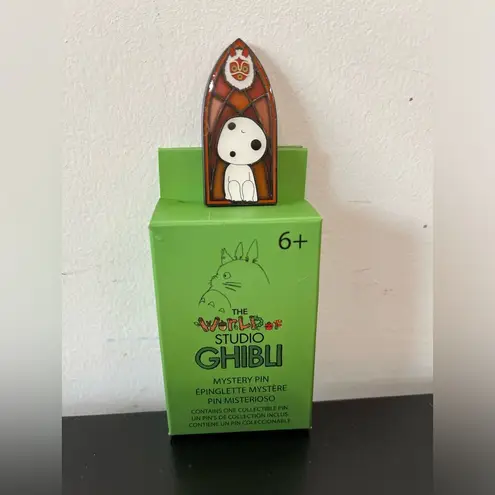 6+
THE
WORLD OF
STUDIO
GHIBLI
MYSTERY PIN
ÉPINGLETTE MYSTÈRE
PIN MISTERIOSO
CONTAINS ONE COLLECTIBLE PIN.
UN PIN'S DE COLLECTION INCLUS.
CONTIENE UN PIN COLECCIONABLE.